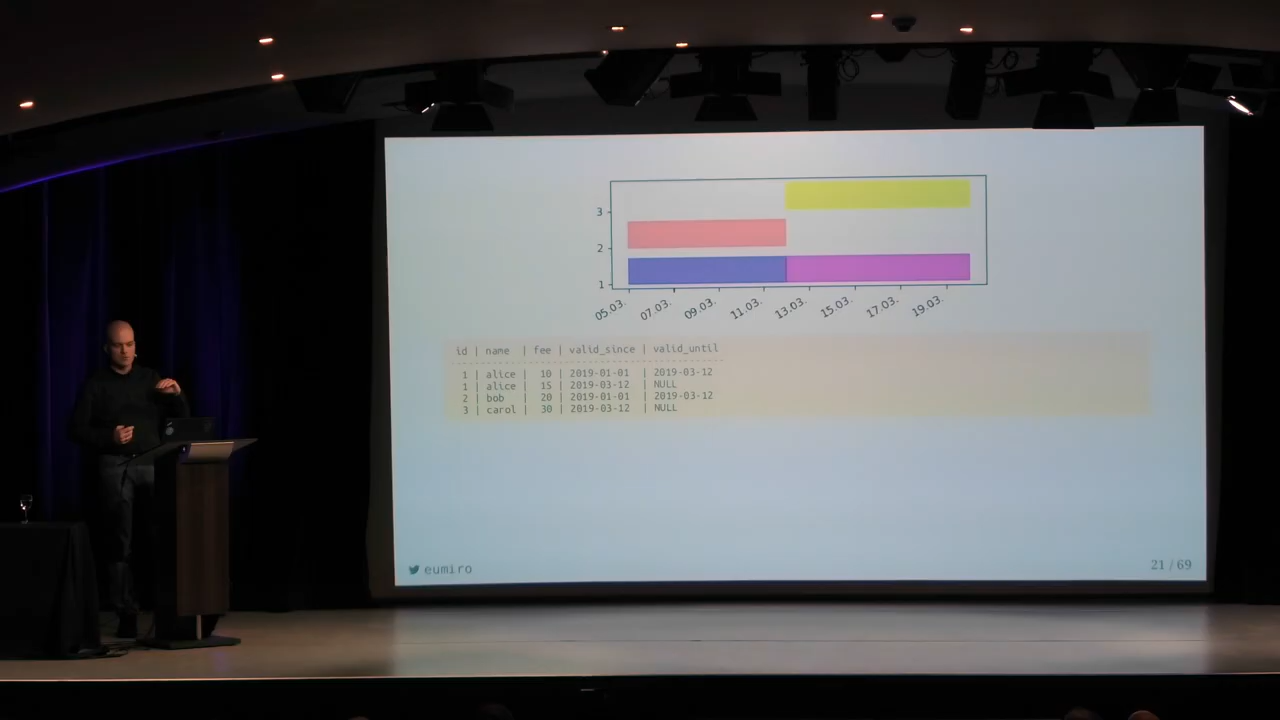 3
2
1
05.03. 07.03. 09.03. 11.03. 13.03. 15.03. 17.03. 19.03.
id | name | fee | valid_since | valid_until
1 | alice | 10 | 2019-01-01 | 2019-03-12
1 | alice | 15 | 2019-03-12 | NULL
2 | bob | 20 | 2019-01-01 | 2019-03-12
3 | carol | 30 | 2019-03-12 | NULL
eumiro
21 / 69